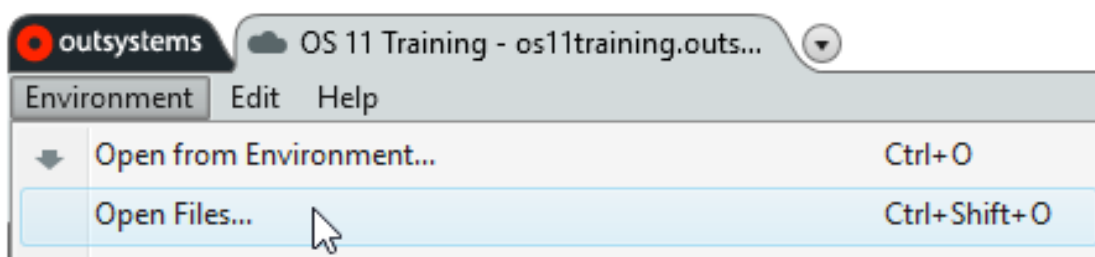 outsystems OS 11 Training - os11training.outs...
Environment Edit Help
Open from Environment... Ctrl+O
Open Files... Ctrl+Shift+O